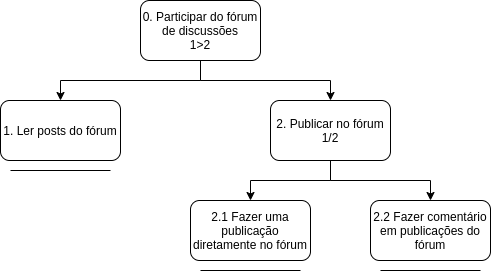 0. Participar do fórum
de discussões
1>2
1. Ler posts do fórum
2. Publicar no fórum
1/2
2.1 Fazer uma
publicação
diretamente no fórum
2.2 Fazer comentário
em publicações do
fórum